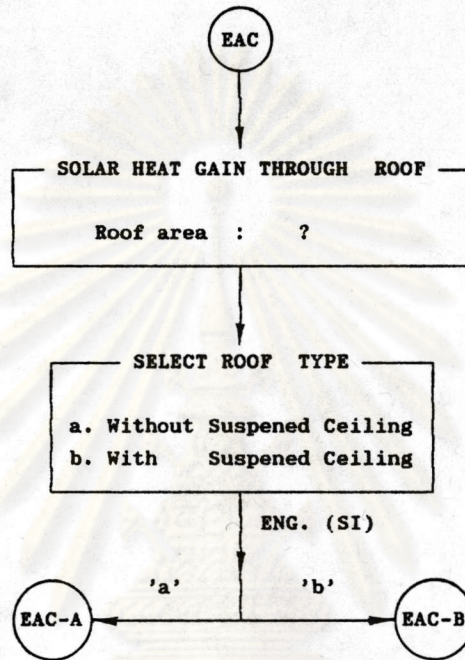 EAC
SOLAR HEAT GAIN THROUGH ROOF
Roof area : ?
SELECT ROOF TYPE
a. Without Suspened Ceiling
b. With Suspened Ceiling
ENG. (SI)
'a' 'b'
EAC-A EAC-B